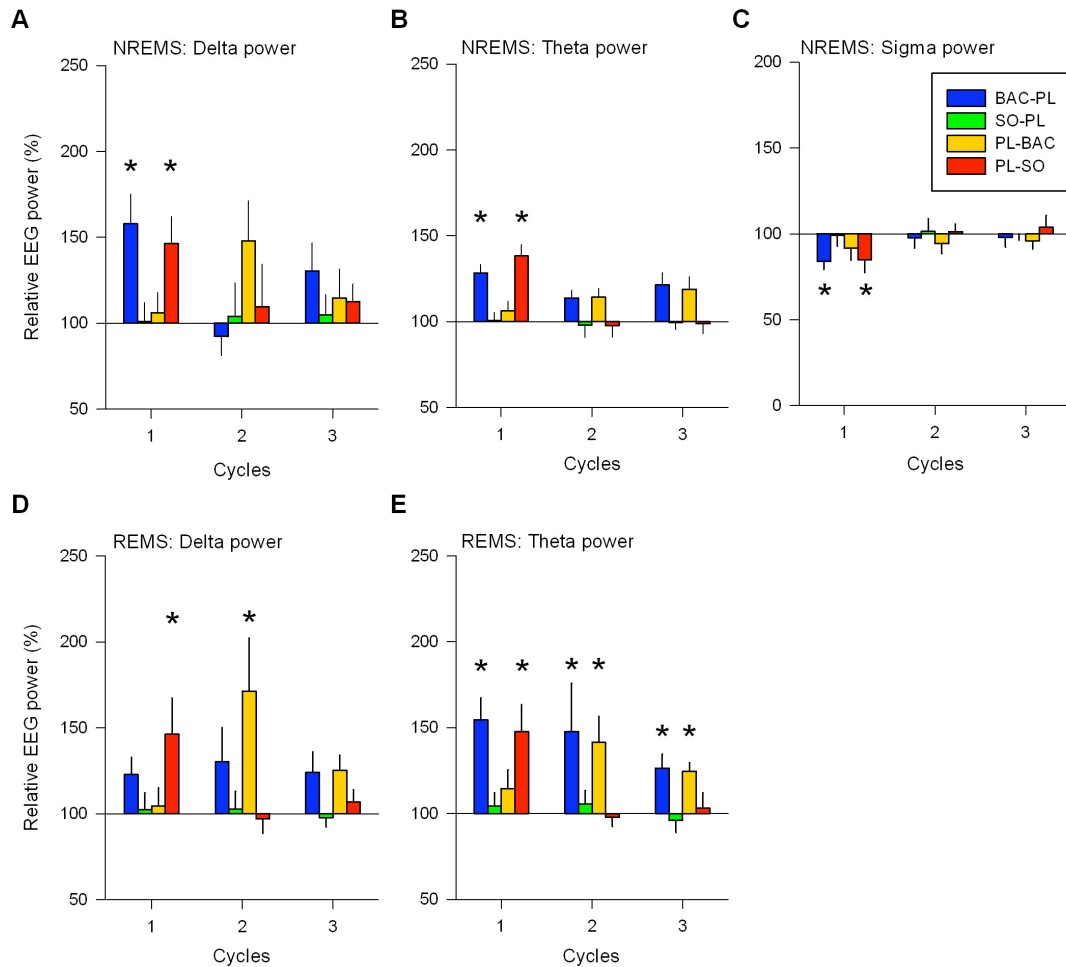 A
NREMS: Delta power
250
200
150
100
50
Relative EEG power (%)
* *
1 2 3
Cycles
B
NREMS: Theta power
250
200
150
100
50
* *
1 2 3
Cycles
C
NREMS: Sigma power
200
150
100
50
0
BAC-PL
SO-PL
PL-BAC
PL-SO
* *
1 2 3
Cycles
D
REMS: Delta power
250
200
150
100
50
Relative EEG power (%)
* *
1 2 3
Cycles
E
REMS: Theta power
250
200
150
100
50
* * * *
* *
1 2 3
Cycles